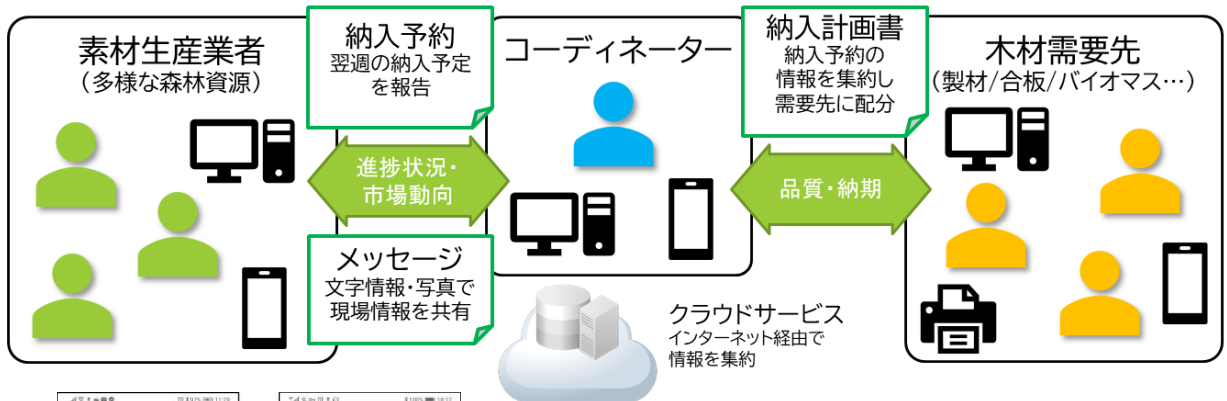 素材生産業者
（多様な森林資源）
納入予約
翌週の納入予定
を報告
進捗状況・
市場動向
メッセージ
文字情報・写真で
現場情報を共有
コーディネーター
クラウドサービス
インターネット経由で
情報を集約
納入計画書
納入予約の
情報を集約し
需要先に配分
品質・納期
木材需要先
（製材/合板/バイオマス…）